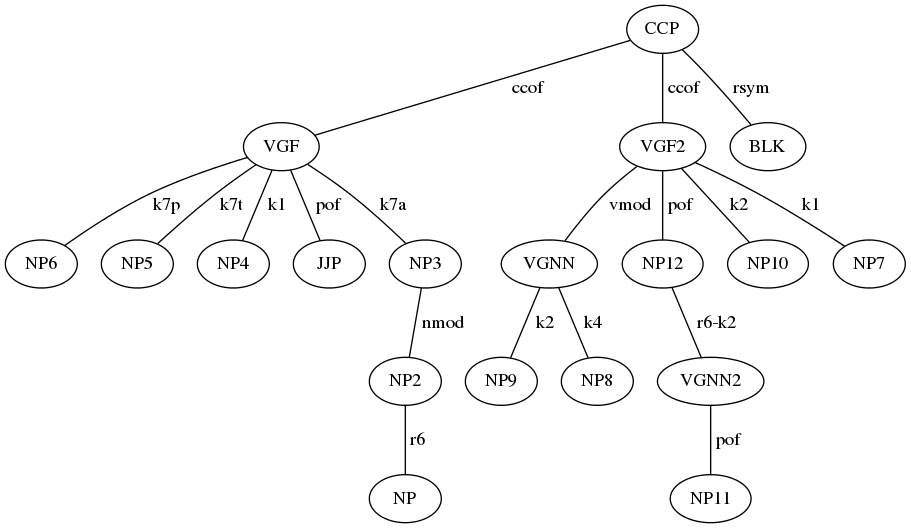 CCP
ccof ccof rsym
VGF VGF2 BLK
k7p k7t k1 pof k7a vmod pof k2 k1
NP6 NP5 NP4 JJP NP3 VGNN NP12 NP10 NP7
nmod k2 k4 r6-k2
NP2 NP9 NP8 VGNN2
r6 pof
NP NP11